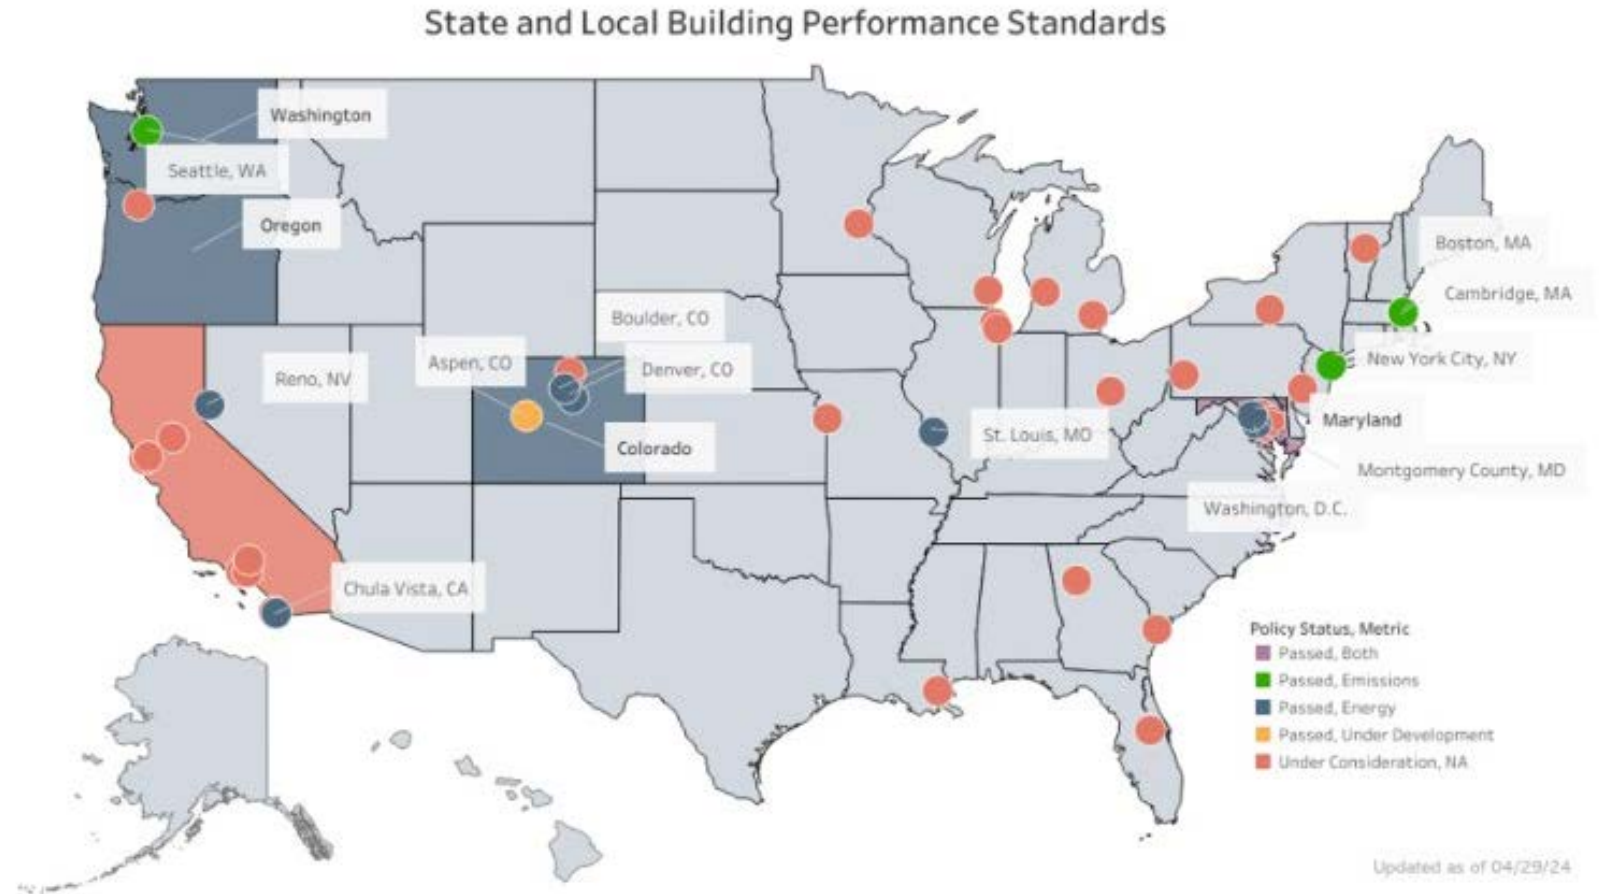 State and Local Building Performance Standards
Washington
Seattle, WA
Oregon
Boston, MA
Cambridge, MA
Boulder, CO
Aspen, CO
Denver, CO
New York City, NY
Reno, NV
Maryland
St. Louis, MO
Colorado
Montgomery County, MD
Washington, D.C.
Chula Vista, CA
Policy Status, Metric
Passed, Both
Passed, Emissions
Passed, Energy
Passed, Under Development
Under Consideration, NA
Updated as of 04/29/24